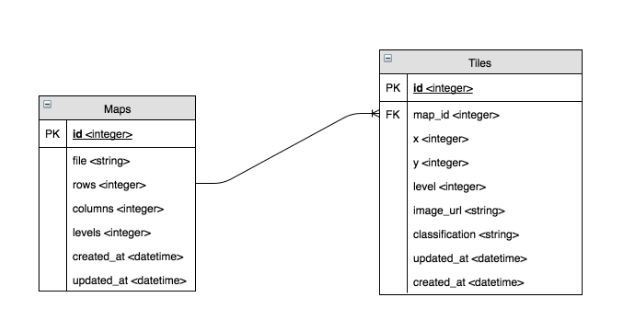 Maps
PK id <integer>
file <string>
rows <integer>
columns <integer>
levels <integer>
created_at <datetime>
updated_at <datetime>
Tiles
PK id <integer>
FK map_id <integer>
x <integer>
y <integer>
level <integer>
image_url <string>
classification <string>
updated_at <datetime>
created_at <datetime>